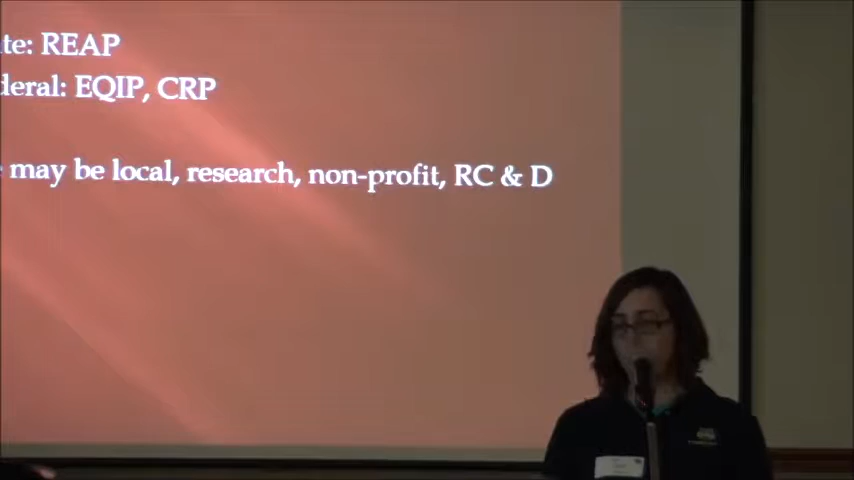 te: REAP
deral: EQIP, CRP
may be local, research, non-profit, RC & D